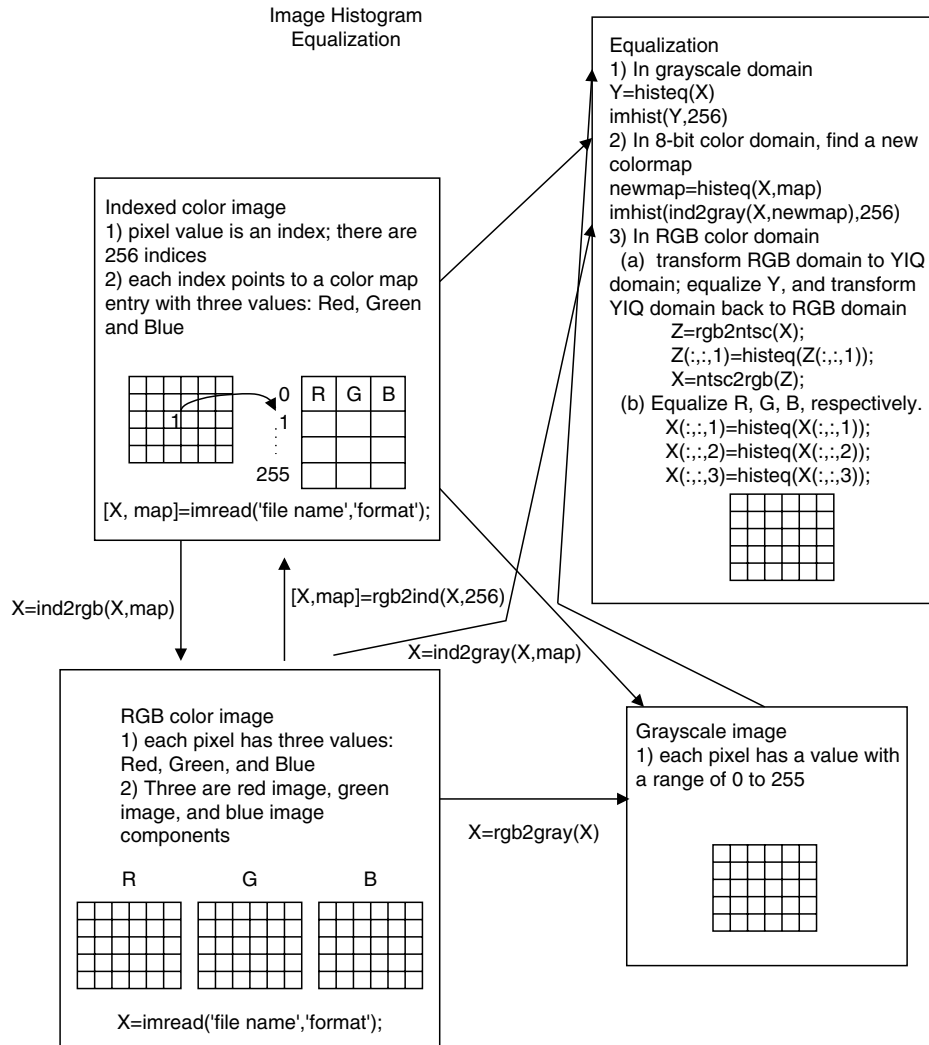 Image Histogram
Equalization
Equalization
1) In grayscale domain
Y=histeq(X)
imhist(Y,256)
2) In 8-bit color domain, find a new
colormap
newmap=histeq(X,map)
imhist(ind2gray(X,newmap),256)
3) In RGB color domain
(a) transform RGB domain to YIQ
domain; equalize Y, and transform
YIQ domain back to RGB domain
Z=rgb2ntsc(X);
Z(:,:,1)=histeq(Z(:,:,1));
X=ntsc2rgb(Z);
(b) Equalize R, G, B, respectively.
X(:,:,1)=histeq(X(:,:,1));
X(:,:,2)=histeq(X(:,:,2));
X(:,:,3)=histeq(X(:,:,3));
Indexed color image
1) pixel value is an index; there are
256 indices
2) each index points to a color map
entry with three values: Red, Green
and Blue
0 R G B
1 1
255
[X, map]=imread('file name','format');
X=ind2rgb(X,map)
[X,map]=rgb2ind(X,256)
X=ind2gray(X,map)
RGB color image
1) each pixel has three values:
Red, Green, and Blue
2) Three are red image, green
image, and blue image
components
R G B
X=imread('file name','format');
X=rgb2gray(X)
Grayscale image
1) each pixel has a value with
a range of 0 to 255